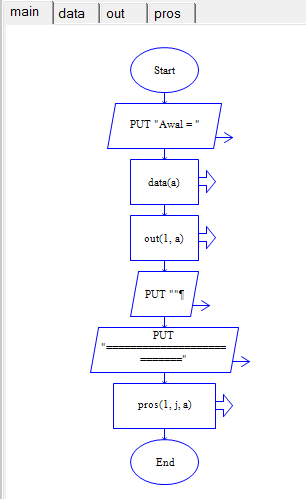 main data out pros
Start
PUT "Awal = "
data(a)
out(1, a)
PUT ""¶
PUT
"====================
======="
pros(1, j, a)
End